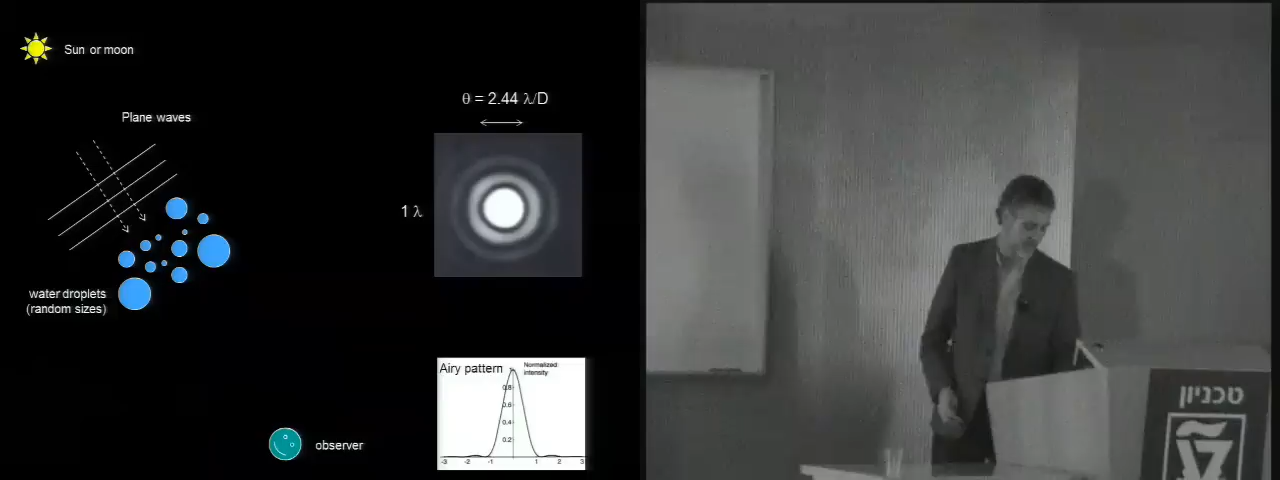 Sun or moon
θ = 2.44 λ/D
Plane waves
1 λ
water droplets
(random sizes)
Airy pattern
Normalized
intensity
1
0.8
0.6
0.4
0.2
-3 -2 -1 1 2 3
observer
טכניון